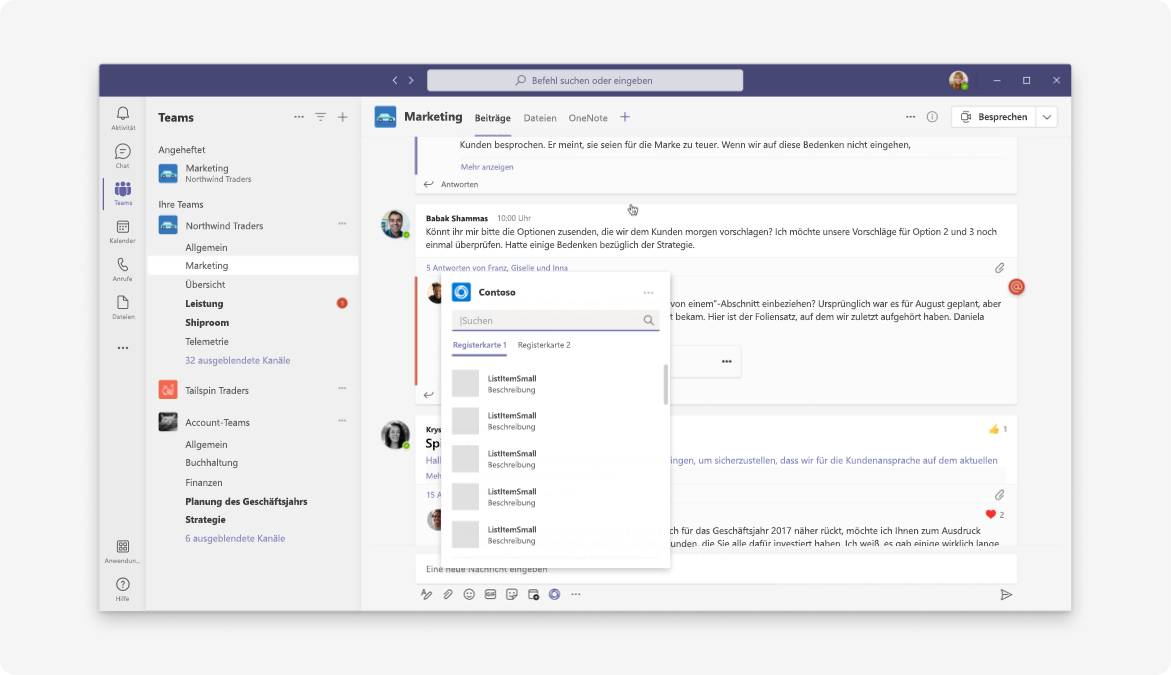 Befehl suchen oder eingeben
Aktivität
Chat
Teams
Kalender
Anrufe
Dateien
Anwendun...
Hilfe
Teams
Angeheftet
Marketing
Northwind Traders
Ihre Teams
Northwind Traders
Allgemein
Marketing
Übersicht
Leistung
1
Shiproom
Telemetrie
32 ausgeblendete Kanäle
Tailspin Traders
Account-Teams
Allgemein
Buchhaltung
Finanzen
Planung des Geschäftsjahrs
Strategie
6 ausgeblendete Kanäle
Marketing Beiträge Dateien OneNote
Besprechen
Kunden besprochen. Er meint, sie seien für die Marke zu teuer. Wenn wir auf diese Bedenken nicht eingehen,
Mehr anzeigen
Antworten
Babak Shammas 10:00 Uhr
Könnt ihr mir bitte die Optionen zusenden, die wir dem Kunden morgen vorschlagen? Ich möchte unsere Vorschläge für Option 2 und 3 noch
einmal überprüfen. Hatte einige Bedenken bezüglich der Strategie.
5 Antworten von Franz, Giselle und Inna
von einem"-Abschnitt einbeziehen? Ursprünglich war es für August geplant, aber
t bekam. Hier ist der Foliensatz, auf dem wir zuletzt aufgehört haben. Daniela
Contoso
Suchen
Registerkarte 1 Registerkarte 2
ListItemSmall
Beschreibung
ListItemSmall
Beschreibung
ListItemSmall
Beschreibung
ListItemSmall
Beschreibung
ListItemSmall
Beschreibung
Krys
1
Spi
Hall
ingen, um sicherzustellen, dass wir für die Kundenansprache auf dem aktuellen
Meh
15 A
2
ch für das Geschäftsjahr 2017 näher rückt, möchte ich Ihnen zum Ausdruck
unden, die Sie alle dafür investiert haben. Ich weiß, es gab einige wirklich lange
Eine neue Nachricht eingeben
GIF